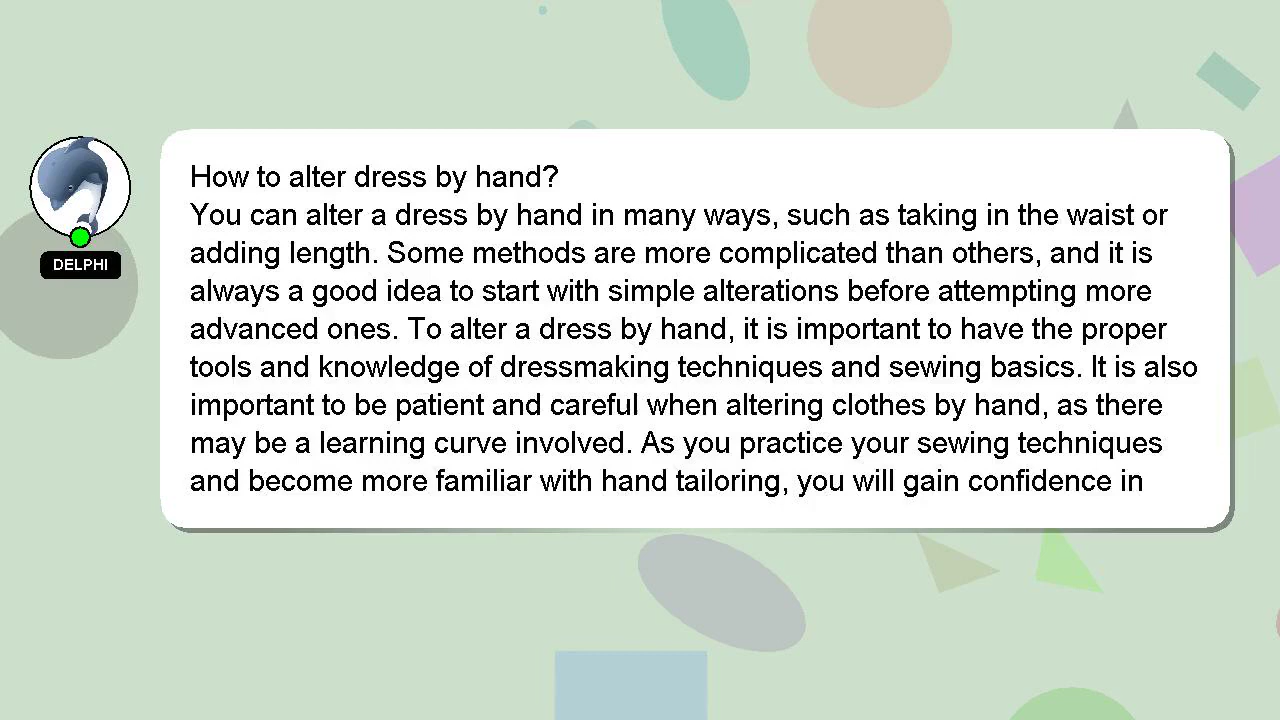 How to alter dress by hand?
You can alter a dress by hand in many ways, such as taking in the waist or
adding length. Some methods are more complicated than others, and it is
always a good idea to start with simple alterations before attempting more
advanced ones. To alter a dress by hand, it is important to have the proper
tools and knowledge of dressmaking techniques and sewing basics. It is also
important to be patient and careful when altering clothes by hand, as there
may be a learning curve involved. As you practice your sewing techniques
and become more familiar with hand tailoring, you will gain confidence in
DELPHI